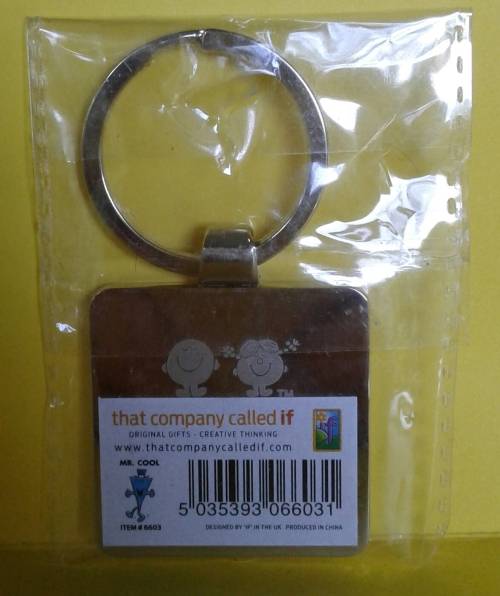 TM
that company called if
ORIGINAL GIFTS - CREATIVE THINKING
www.thatcompanycalledif.com
MR. COOL
5 035393 066031
ITEM # 6603
DESIGNED BY 'IF' IN THE UK. PRODUCED IN CHINA